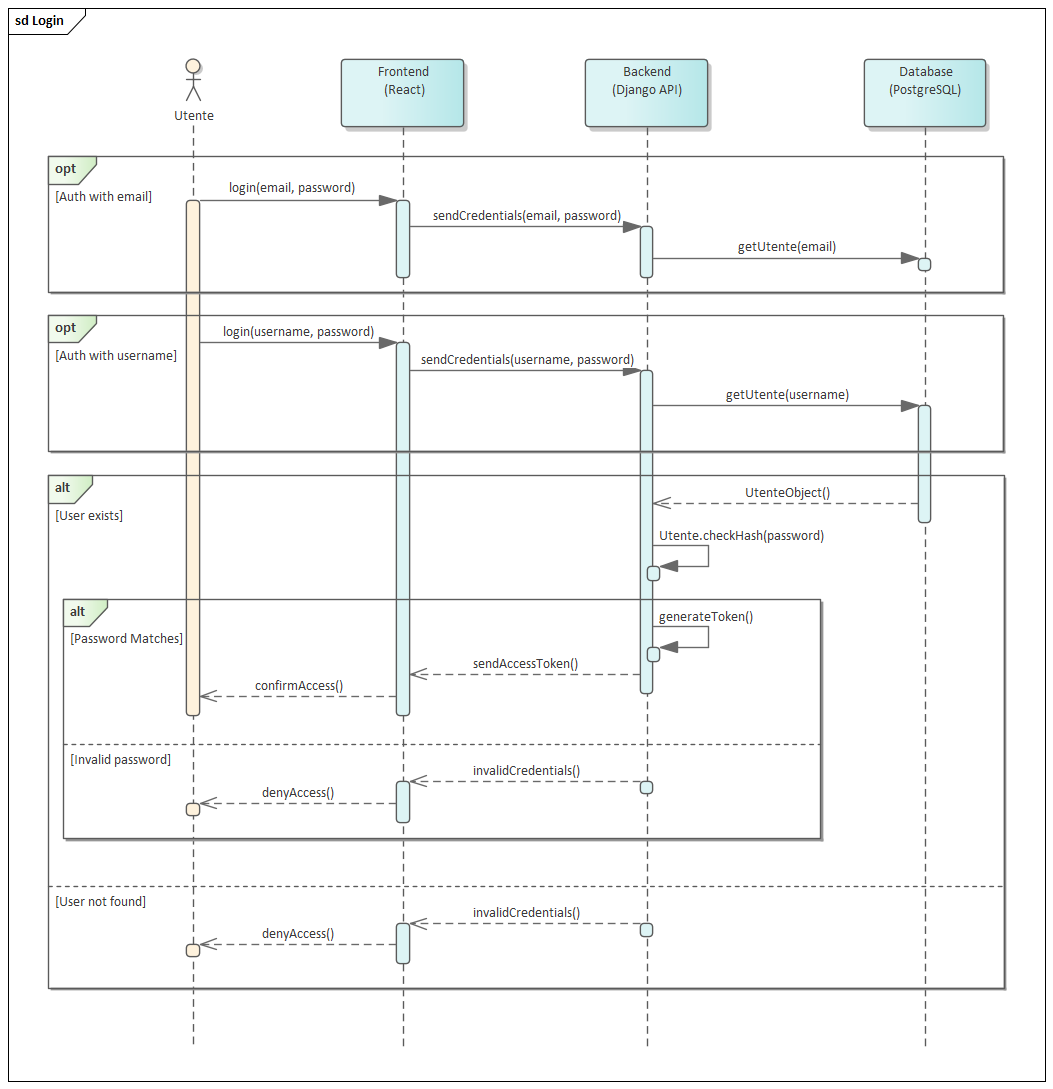 sd Login
Utente
Frontend
(React)
Backend
(Django API)
Database
(PostgreSQL)
opt
[Auth with email]
login(email, password)
sendCredentials(email, password)
getUtente(email)
opt
[Auth with username]
login(username, password)
sendCredentials(username, password)
getUtente(username)
alt
[User exists]
UtenteObject()
Utente.checkHash(password)
alt
[Password Matches]
generateToken()
sendAccessToken()
confirmAccess()
[Invalid password]
invalidCredentials()
denyAccess()
[User not found]
invalidCredentials()
denyAccess()